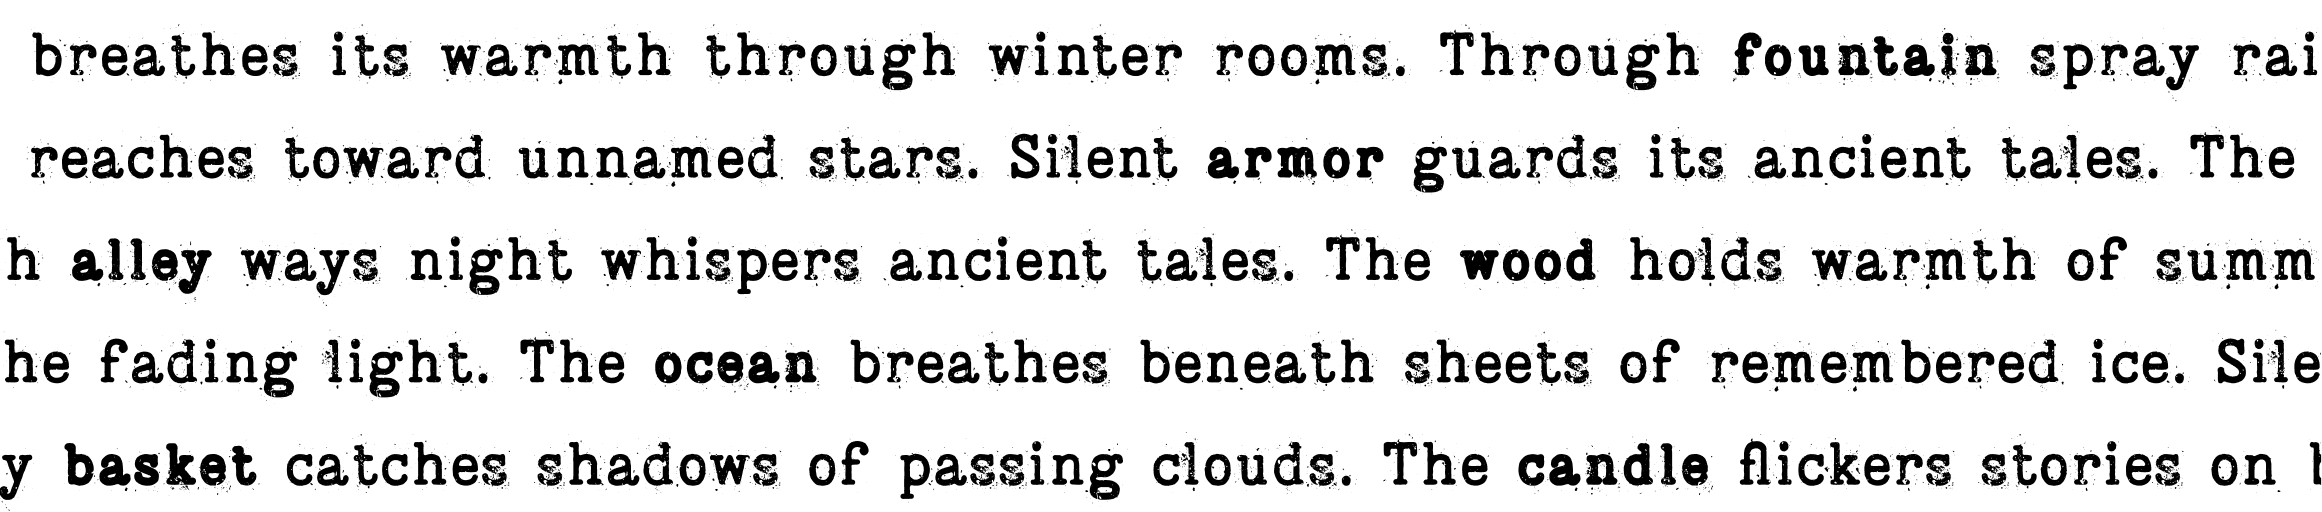 breathes its warmth through winter rooms. Through fountain spray rai
reaches toward unnamed stars. Silent armor guards its ancient tales. The
h alley ways night whispers ancient tales. The wood holds warmth of summ
he fading light. The ocean breathes beneath sheets of remembered ice. Sile
y basket catches shadows of passing clouds. The candle flickers stories on